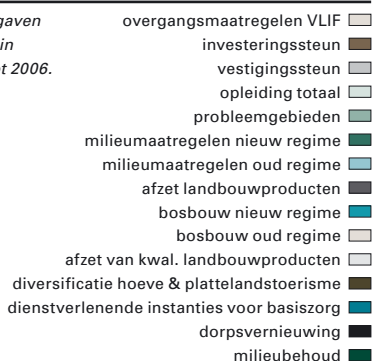 gaven
in
t 2006.
overgangsmaatregelen VLIF
investeringssteun
vestigingssteun
opleiding totaal
probleemgebieden
milieumaatregelen nieuw regime
milieumaatregelen oud regime
afzet landbouwproducten
bosbouw nieuw regime
bosbouw oud regime
afzet van kwal. landbouwproducten
diversificatie hoeve & plattelandstoerisme
dienstverlenende instanties voor basiszorg
dorpsvernieuwing
milieubehoud